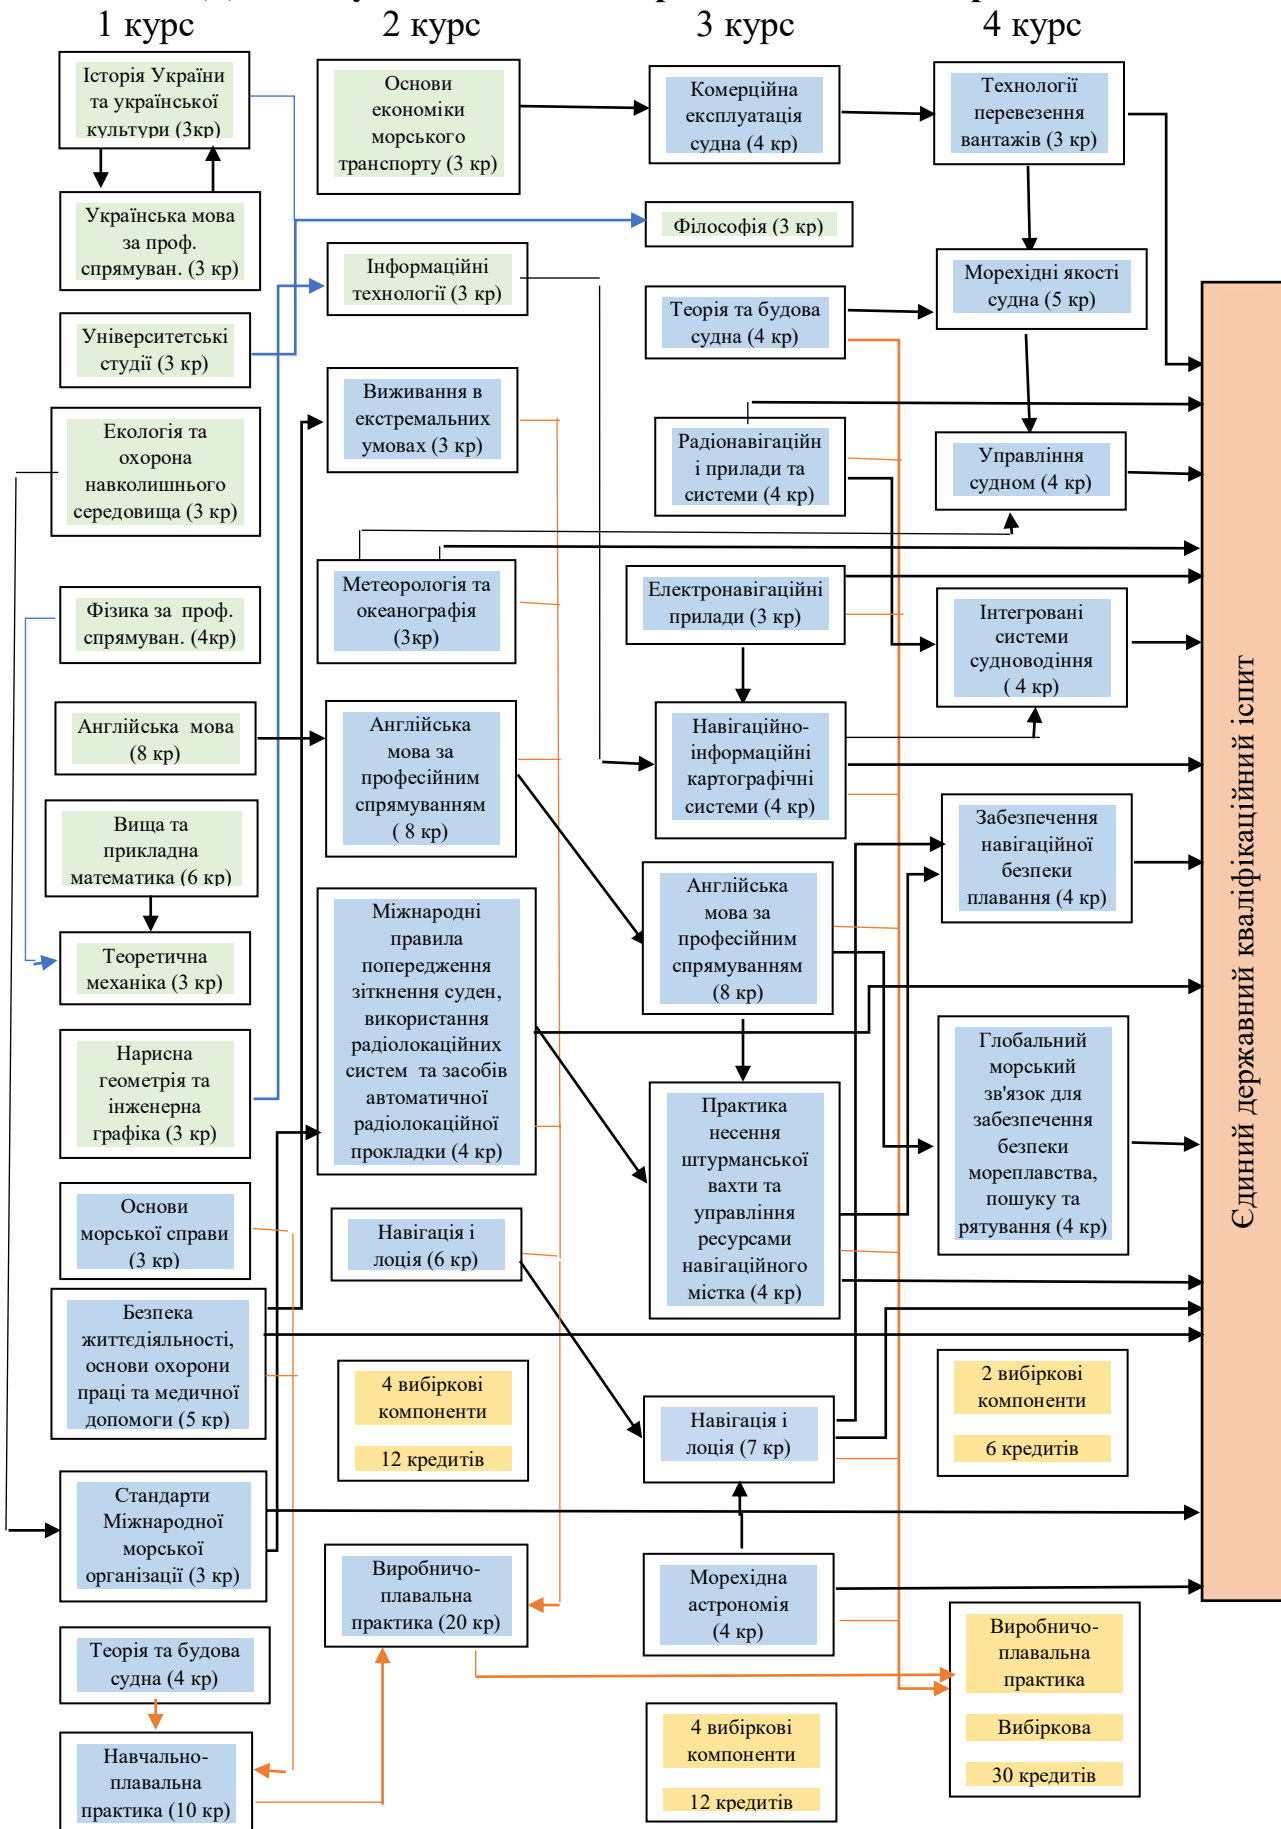 1 курс
2 курс
3 курс
4 курс
Історія України
та української
культури (3кр)
Українська мова
за проф.
спрямуван. (3 кр)
Університетські
студії (3 кр)
Екологія та
охорона
навколишнього
середовища (3 кр)
Фізика за проф.
спрямуван. (4кр)
Англійська мова
(8 кр)
Вища та
прикладна
математика (6 кр)
Теоретична
механіка (3 кр)
Нарисна
геометрія та
інженерна
графіка (3 кр)
Основи
морської справи
(3 кр)
Безпека
життєдіяльності,
основи охорони
праці та медичної
допомоги (5 кр)
Стандарти
Міжнародної
морської
організації (3 кр)
Теорія та будова
судна (4 кр)
Навчально-
плавальна
практика (10 кр)
Основи
економіки
морського
транспорту (3 кр)
Інформаційні
технології (3 кр)
Виживання в
екстремальних
умовах (3 кр)
Метеорологія та
океанографія
(3кр)
Англійська
мова за
професійним
спрямуванням
( 8 кр)
Міжнародні
правила
попередження
зіткнення суден,
використання
радіолокаційних
систем та засобів
автоматичної
радіолокаційної
прокладки (4 кр)
Навігація і
лоція (6 кр)
4 вибіркові
компоненти
12 кредитів
Виробничо-
плавальна
практика (20 кр)
Комерційна
експлуатація
судна (4 кр)
Філософія (3 кр)
Теорія та будова
судна (4 кр)
Радіонавігаційн
і прилади та
системи (4 кр)
Електронавігаційні
прилади (3 кр)
Навігаційно-
інформаційні
картографічні
системи (4 кр)
Англійська
мова за
професійним
спрямуванням
(8 кр)
Практика
несення
штурманської
вахти та
управління
ресурсами
навігаційного
містка (4 кр)
Навігація і
лоція (7 кр)
Морехідна
астрономія
(4 кр)
4 вибіркові
компоненти
12 кредитів
Технології
перевезення
вантажів (3 кр)
Морехідні якості
судна (5 кр)
Управління
судном (4 кр)
Інтегровані
системи
судноводіння
( 4 кр)
Забезпечення
навігаційної
безпеки
плавання (4 кр)
Глобальний
морський
зв'язок для
забезпечення
безпеки
мореплавства,
пошуку та
рятування (4 кр)
2 вибіркові
компоненти
6 кредитів
Виробничо-
плавальна
практика
Вибіркова
30 кредитів
Єдиний державний кваліфікаційний іспит